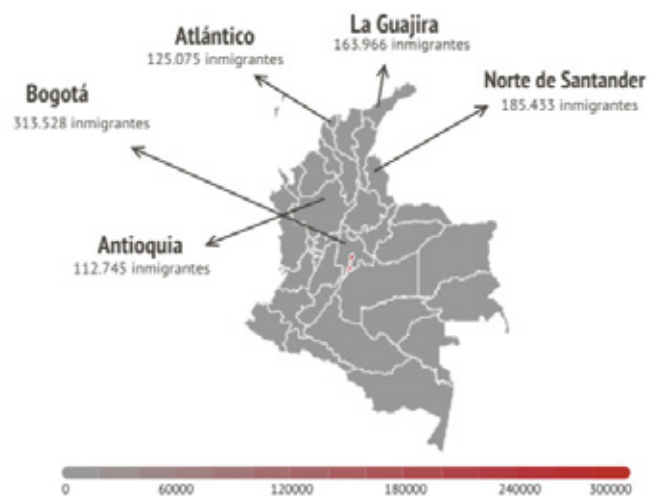 La Guajira
163.966 inmigrantes
Atlántico
125.075 inmigrantes
Norte de Santander
185.433 inmigrantes
Bogotá
313.528 inmigrantes
Antioquia
112.745 inmigrantes
0 60000 120000 180000 240000 300000